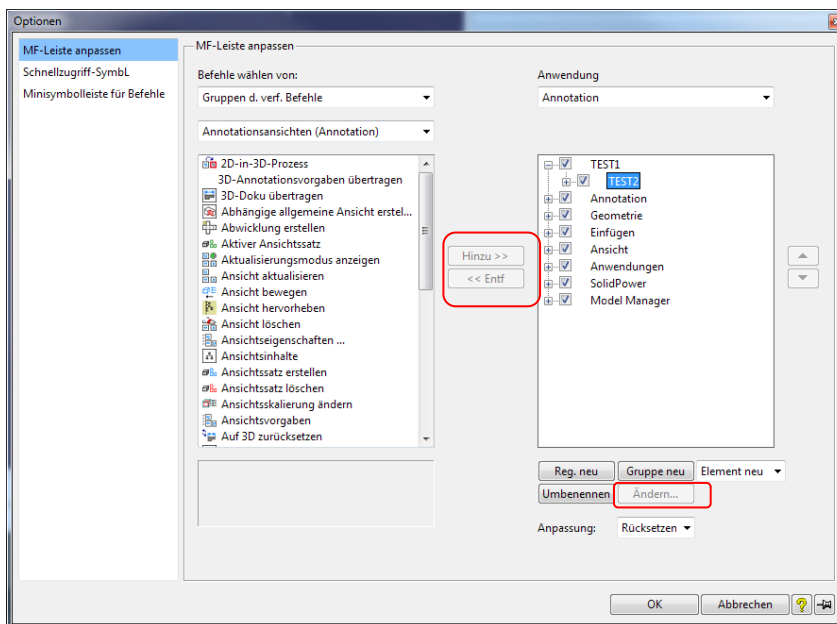 Optionen
MF-Leiste anpassen
Schnellzugriff-SymbL
Minisymbolleiste für Befehle
MF-Leiste anpassen
Befehle wählen von:
Gruppen d. verf. Befehle
Annotationsansichten (Annotation)
2D-in-3D-Prozess
3D-Annotationsvorgaben übertragen
3D-Doku übertragen
Abhängige allgemeine Ansicht erstel...
Abwicklung erstellen
Aktiver Ansichtssatz
Aktualisierungsmodus anzeigen
Ansicht aktualisieren
Ansicht bewegen
Ansicht hervorheben
Ansicht löschen
Ansichtseigenschaften ...
Ansichtsinhalte
Ansichtssatz erstellen
Ansichtssatz löschen
Ansichtsskalierung ändern
Ansichtsvorgaben
Auf 3D zurücksetzen
Hinzu >>
<< Entf
Anwendung
Annotation
TEST1
TEST2
Annotation
Geometrie
Einfügen
Ansicht
Anwendungen
SolidPower
Model Manager
Reg. neu
Gruppe neu
Element neu
Umbenennen
Ändern...
Anpassung:
Rücksetzen
OK
Abbrechen